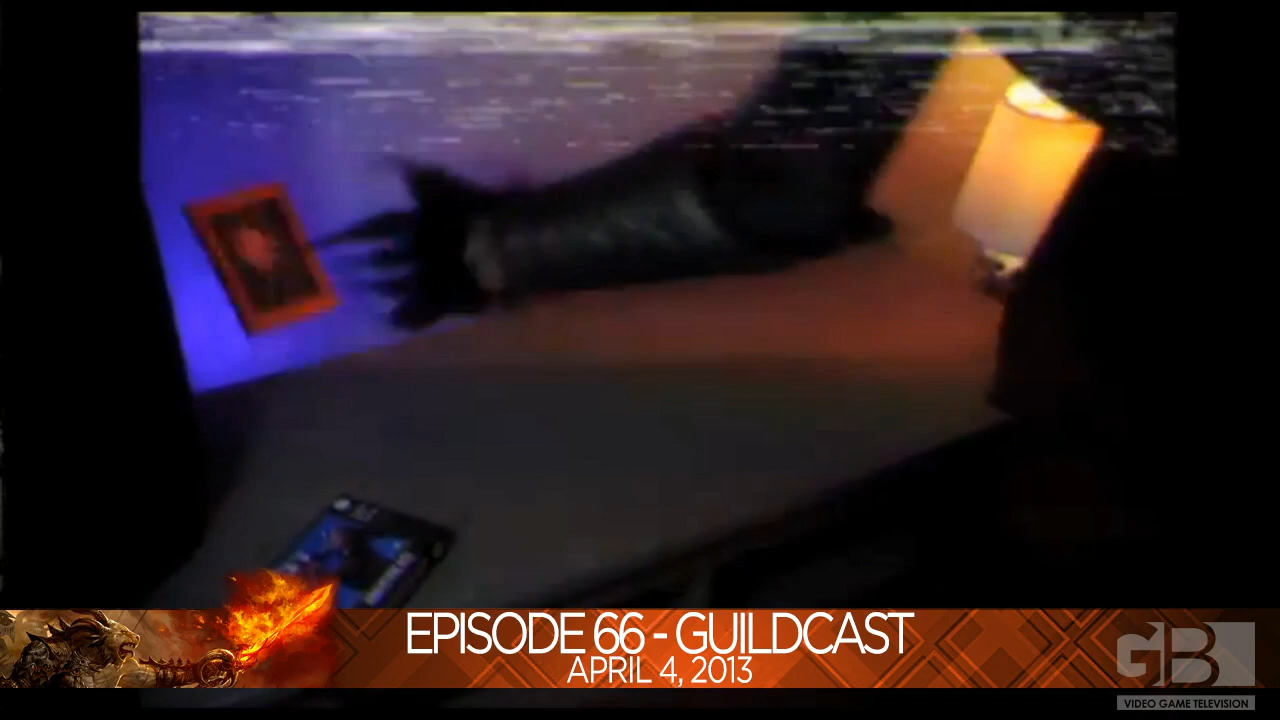 EPISODE 66 - GUILDCAST
APRIL 4, 2013
GB
VIDEO GAME TELEVISION